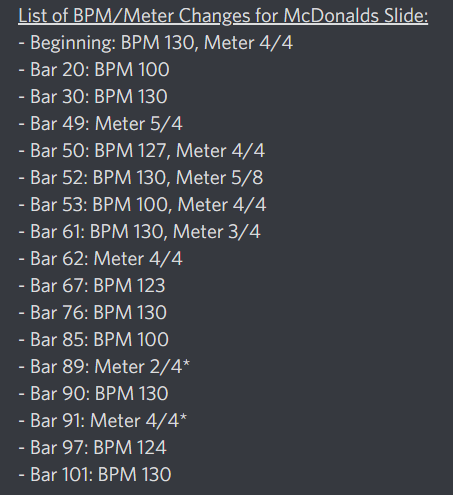 List of BPM/Meter Changes for McDonalds Slide:
- Beginning: BPM 130, Meter 4/4
- Bar 20: BPM 100
- Bar 30: BPM 130
- Bar 49: Meter 5/4
- Bar 50: BPM 127, Meter 4/4
- Bar 52: BPM 130, Meter 5/8
- Bar 53: BPM 100, Meter 4/4
- Bar 61: BPM 130, Meter 3/4
- Bar 62: Meter 4/4
- Bar 67: BPM 123
- Bar 76: BPM 130
- Bar 85: BPM 100
- Bar 89: Meter 2/4*
- Bar 90: BPM 130
- Bar 91: Meter 4/4*
- Bar 97: BPM 124
- Bar 101: BPM 130